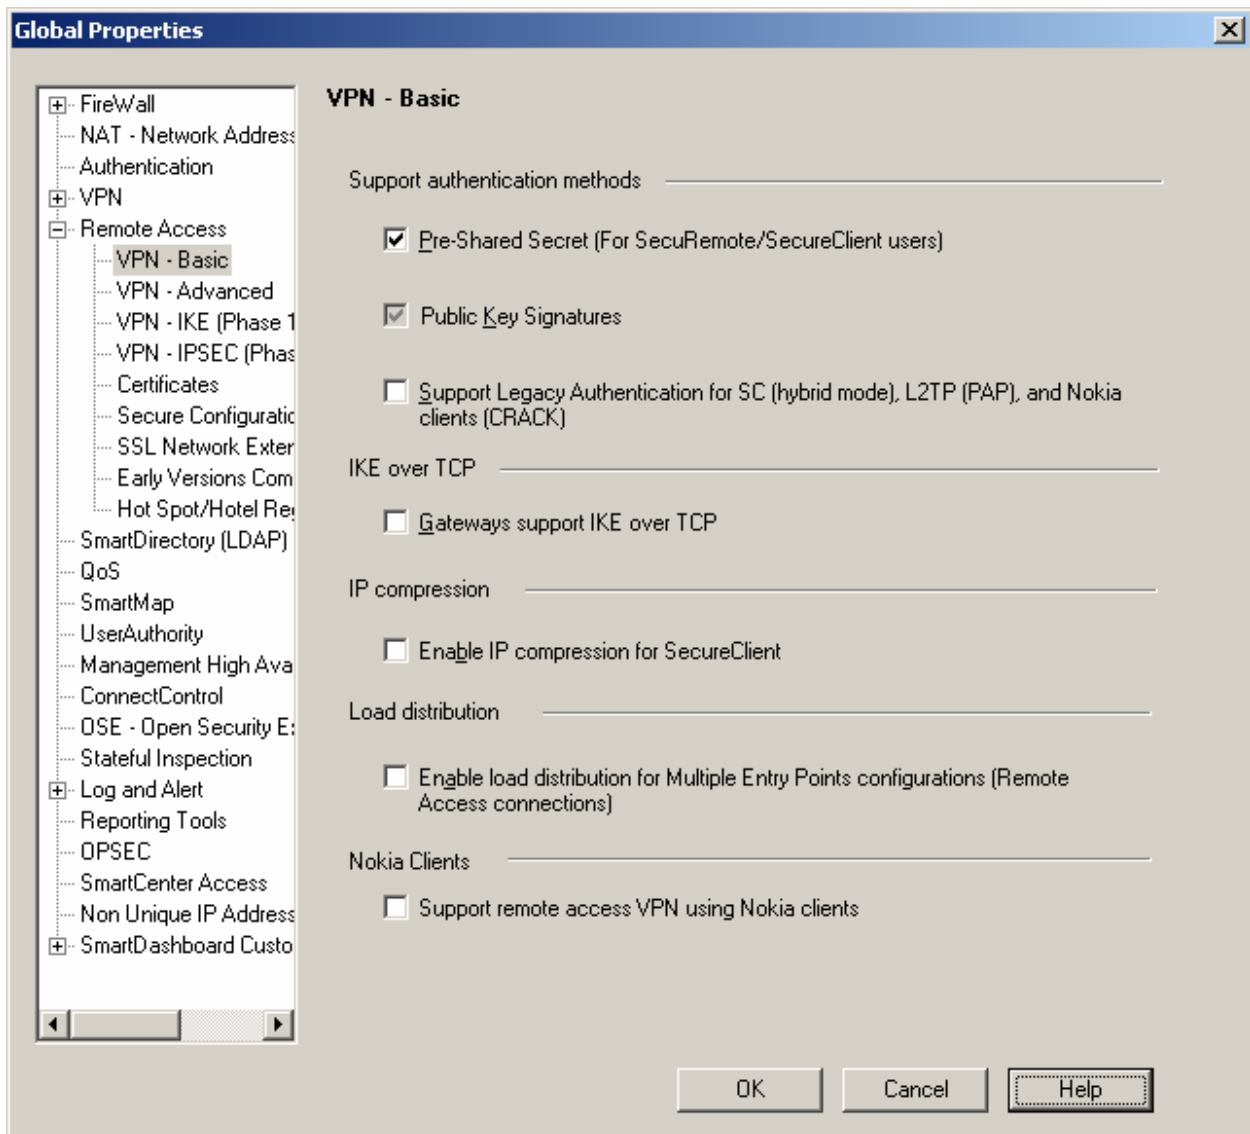 Global Properties
FireWall
NAT - Network Address
Authentication
VPN
Remote Access
VPN - Basic
VPN - Advanced
VPN - IKE (Phase 1
VPN - IPSEC (Phas
Certificates
Secure Configuratio
SSL Network Exter
Early Versions Com
Hot Spot/Hotel Reg
SmartDirectory (LDAP)
QoS
SmartMap
UserAuthority
Management High Ava
ConnectControl
OSE - Open Security E
Stateful Inspection
Log and Alert
Reporting Tools
OPSEC
SmartCenter Access
Non Unique IP Address
SmartDashboard Custo
VPN - Basic
Support authentication methods
Pre-Shared Secret (For SecuRemote/SecureClient users)
Public Key Signatures
Support Legacy Authentication for SC (hybrid mode), L2TP (PAP), and Nokia
clients (CRACK)
IKE over TCP
Gateways support IKE over TCP
IP compression
Enable IP compression for SecureClient
Load distribution
Enable load distribution for Multiple Entry Points configurations (Remote
Access connections)
Nokia Clients
Support remote access VPN using Nokia clients
OK
Cancel
Help